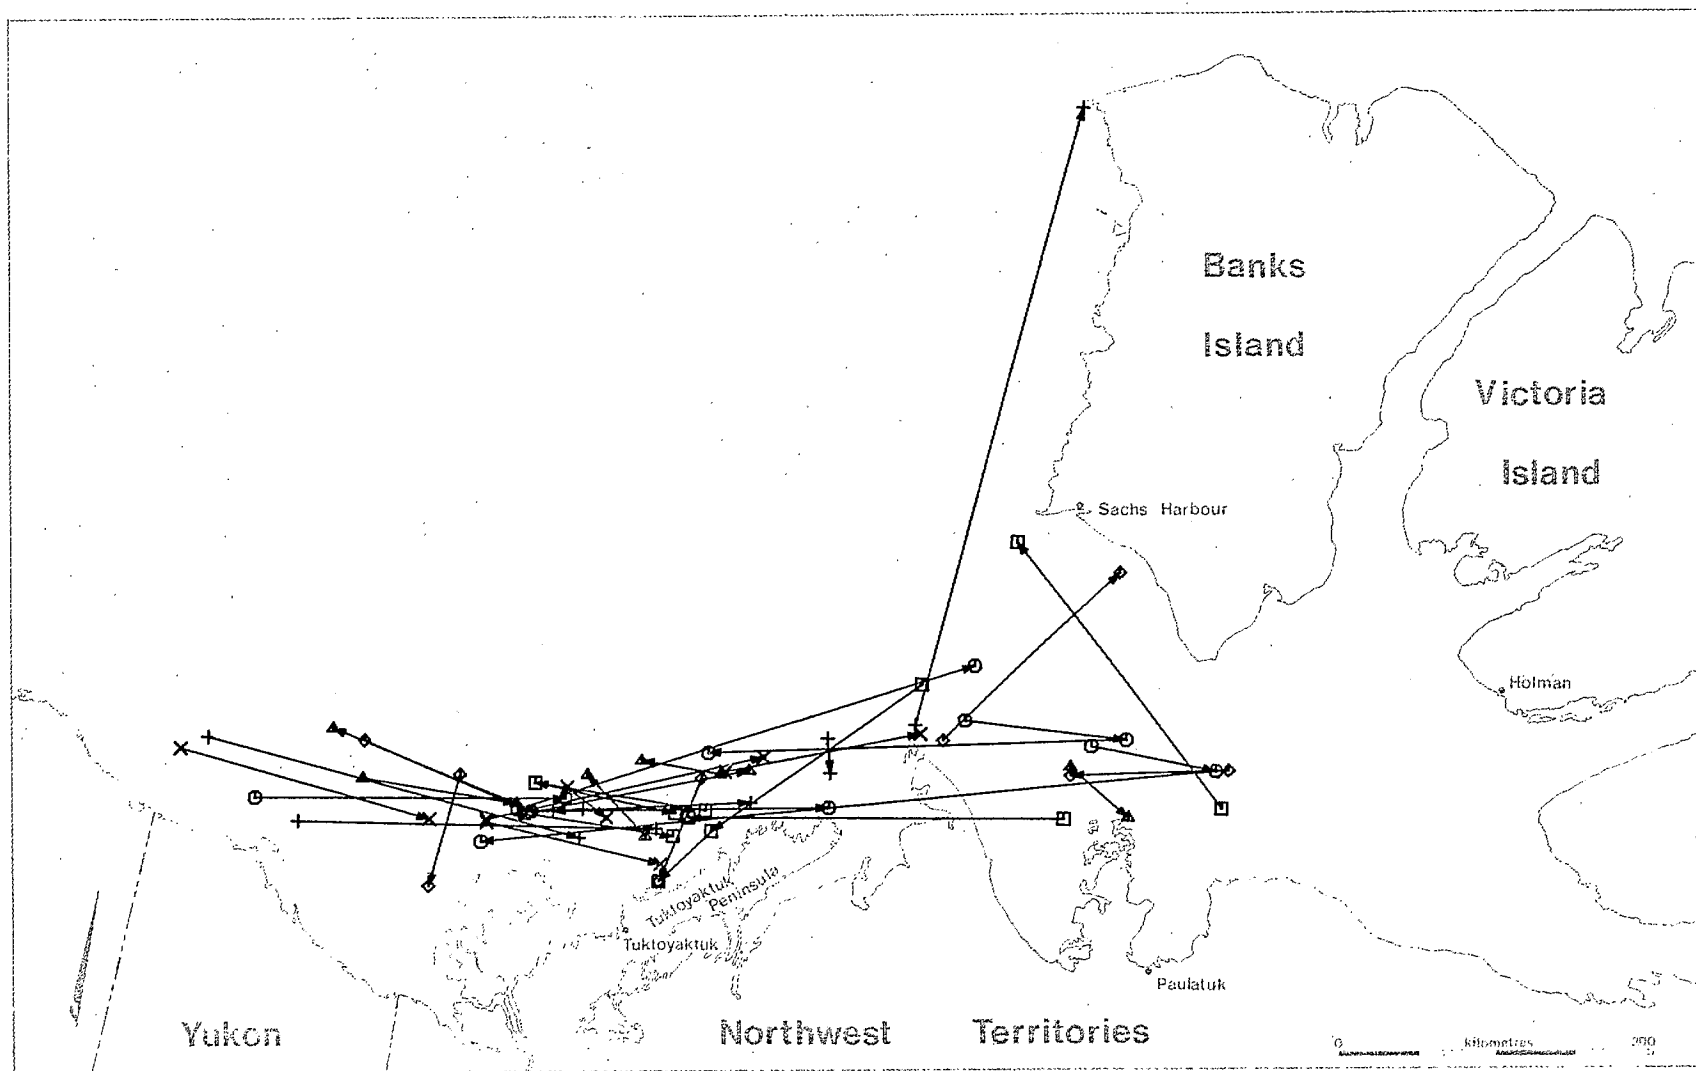 Banks
Island
Victoria
Island
Sachs Harbour
Holman
Tuktoyaktuk
Peninsula
Tuktoyaktuk
Paulatuk
Yukon
Northwest Territories
0 kilometres 200